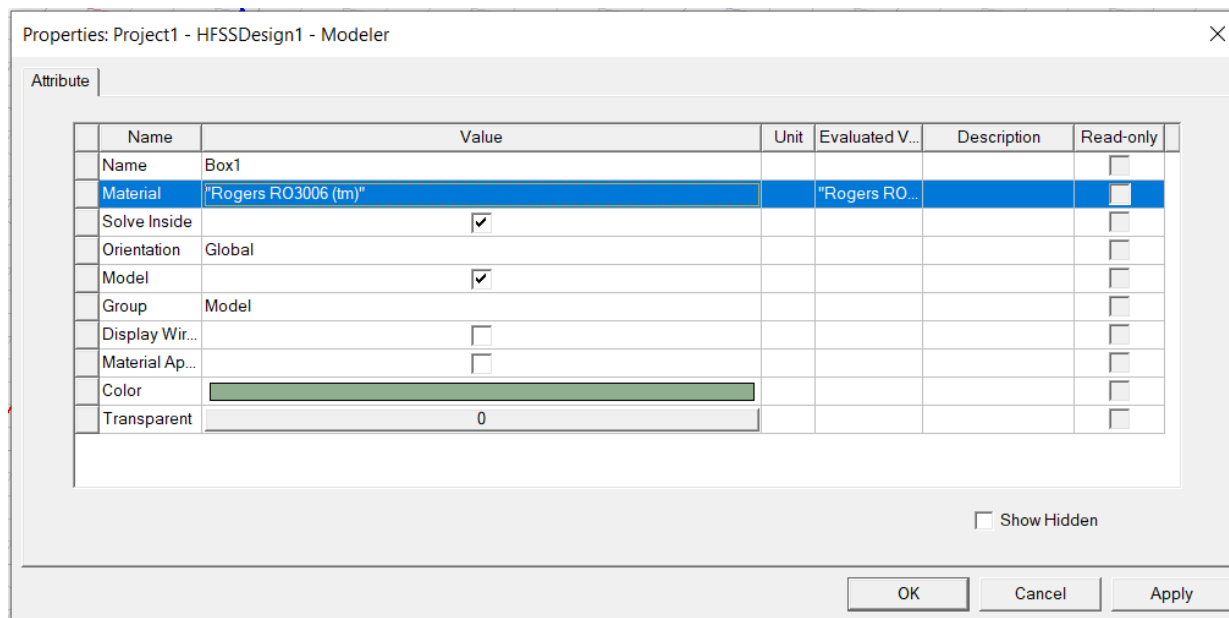 Properties: Project1 - HFSSDesign1 - Modeler
Attribute
Name Value Unit Evaluated V... Description Read-only
Name Box1
Material "Rogers RO3006 (tm)" "Rogers RO...
Solve Inside
Orientation Global
Model
Group Model
Display Wir...
Material Ap...
Color
Transparent 0
Show Hidden
OK Cancel Apply